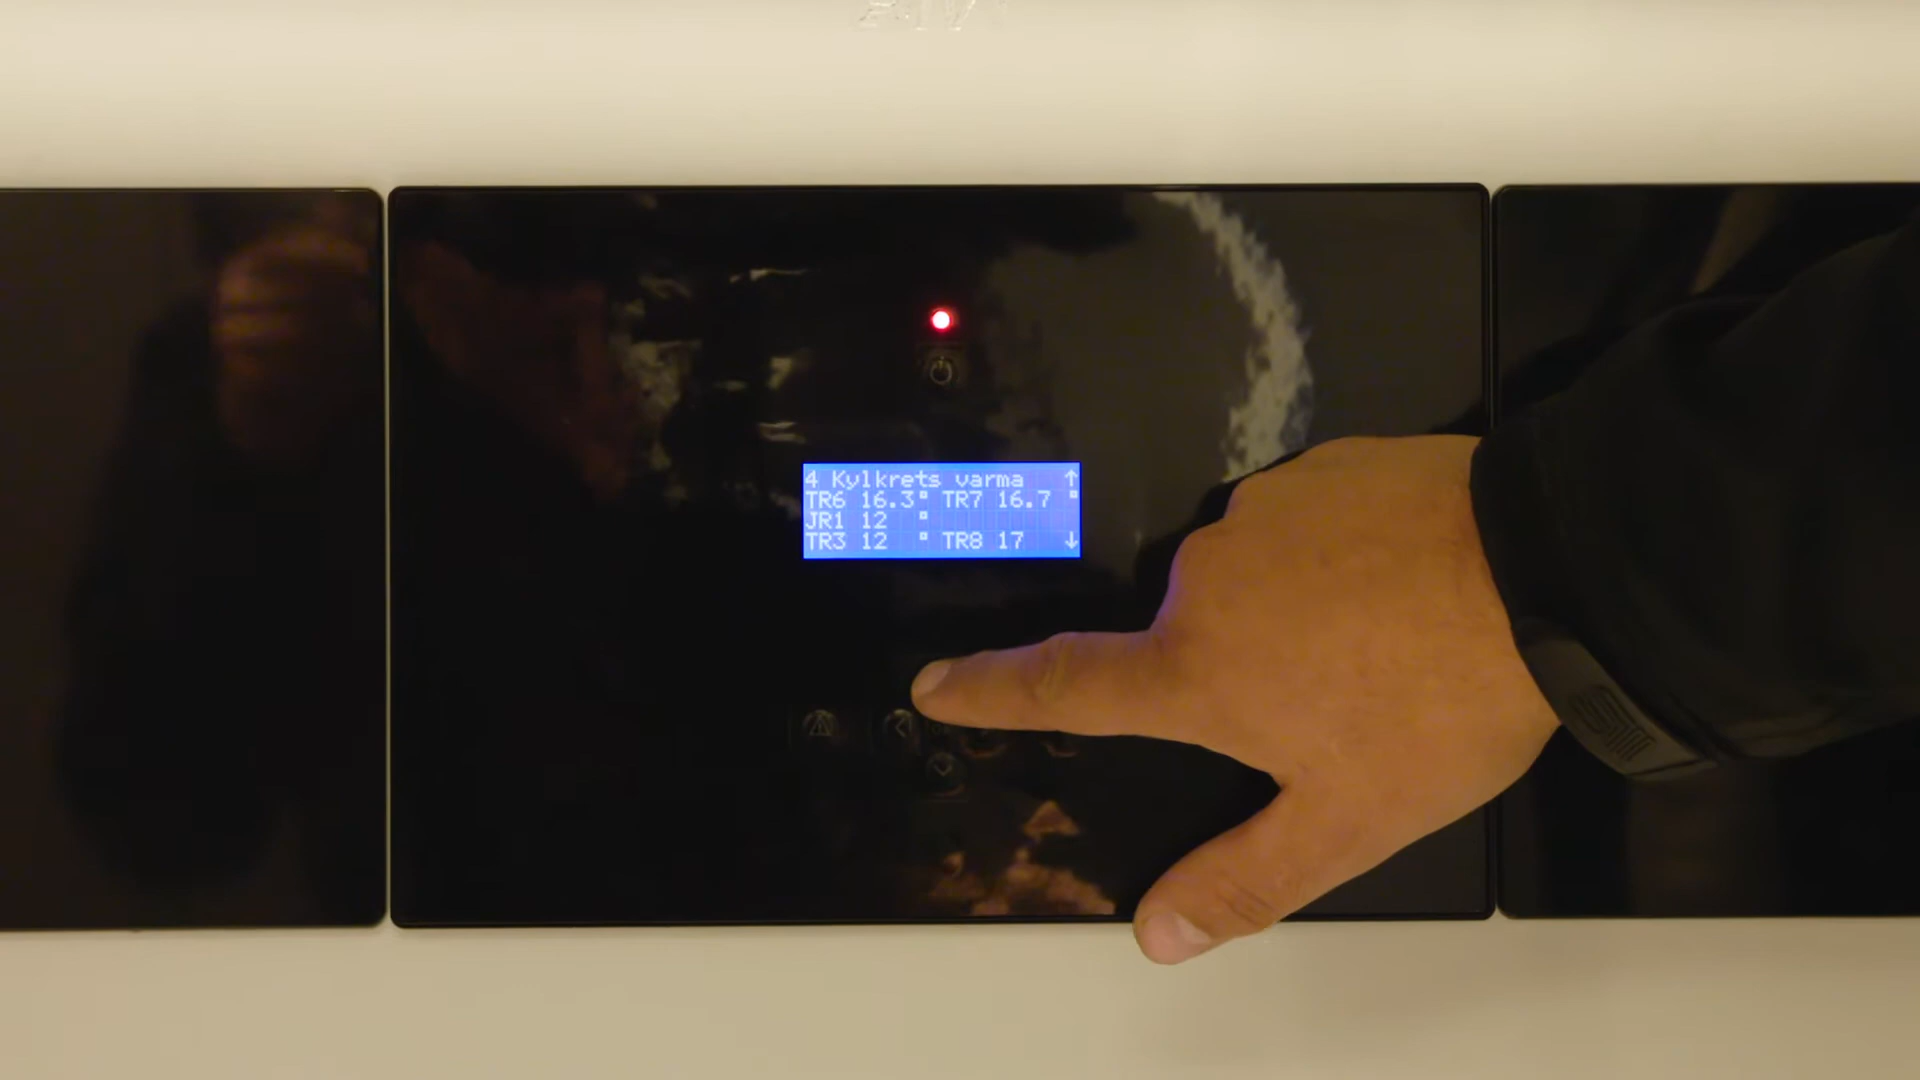 4 Kylkrets varma ↑
TR6 16.3° TR7 16.7 °
JR1 12 °
TR3 12 ° TR8 17 ↓